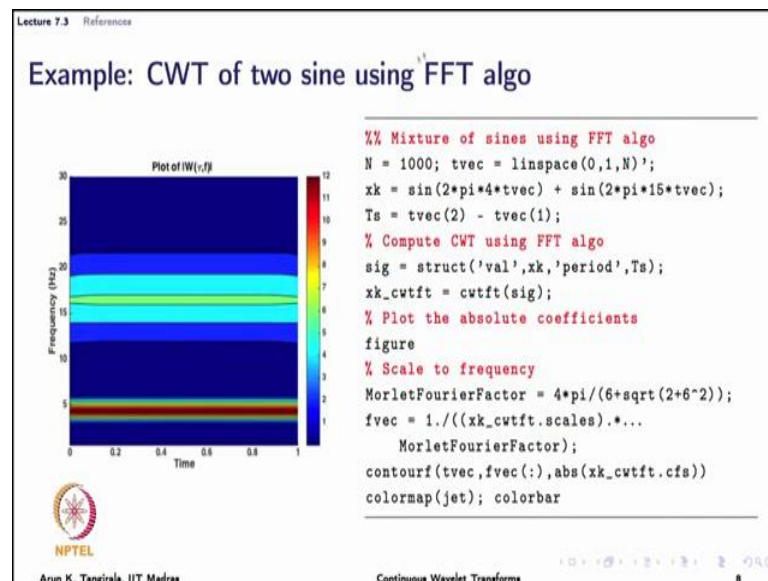 Lecture 7.3 References
Example: CWT of two sine using FFT algo
Plot of |W(τ,f)|
30
25
20
15
10
5
Frequency (Hz)
0 0.2 0.4 0.6 0.8 1
Time
12
11
10
9
8
7
6
5
4
3
2
1
%% Mixture of sines using FFT algo
N = 1000; tvec = linspace(0,1,N)';
xk = sin(2*pi*4*tvec) + sin(2*pi*15*tvec);
Ts = tvec(2) - tvec(1);
% Compute CWT using FFT algo
sig = struct('val',xk,'period',Ts);
xk_cwtft = cwtft(sig);
% Plot the absolute coefficients
figure
% Scale to frequency
MorletFourierFactor = 4*pi/(6+sqrt(2+6^2));
fvec = 1./((xk_cwtft.scales).*...
MorletFourierFactor);
contourf(tvec,fvec(:),abs(xk_cwtft.cfs))
colormap(jet); colorbar
NPTEL
Arun K. Tangirala, IIT Madras Continuous Wavelet Transforms 8